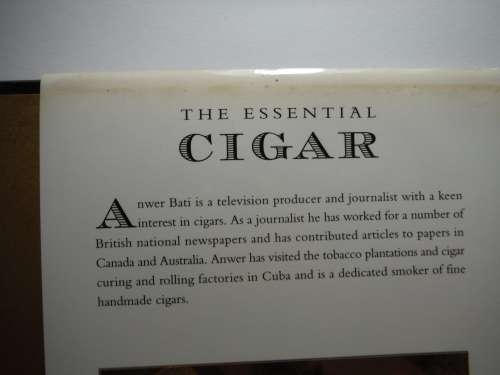 THE ESSENTIAL
CIGAR
Anwer Bati is a television producer and journalist with a keen
interest in cigars. As a journalist he has worked for a number of
British national newspapers and has contributed articles to papers in
Canada and Australia. Anwer has visited the tobacco plantations and cigar
curing and rolling factories in Cuba and is a dedicated smoker of fine
handmade cigars.